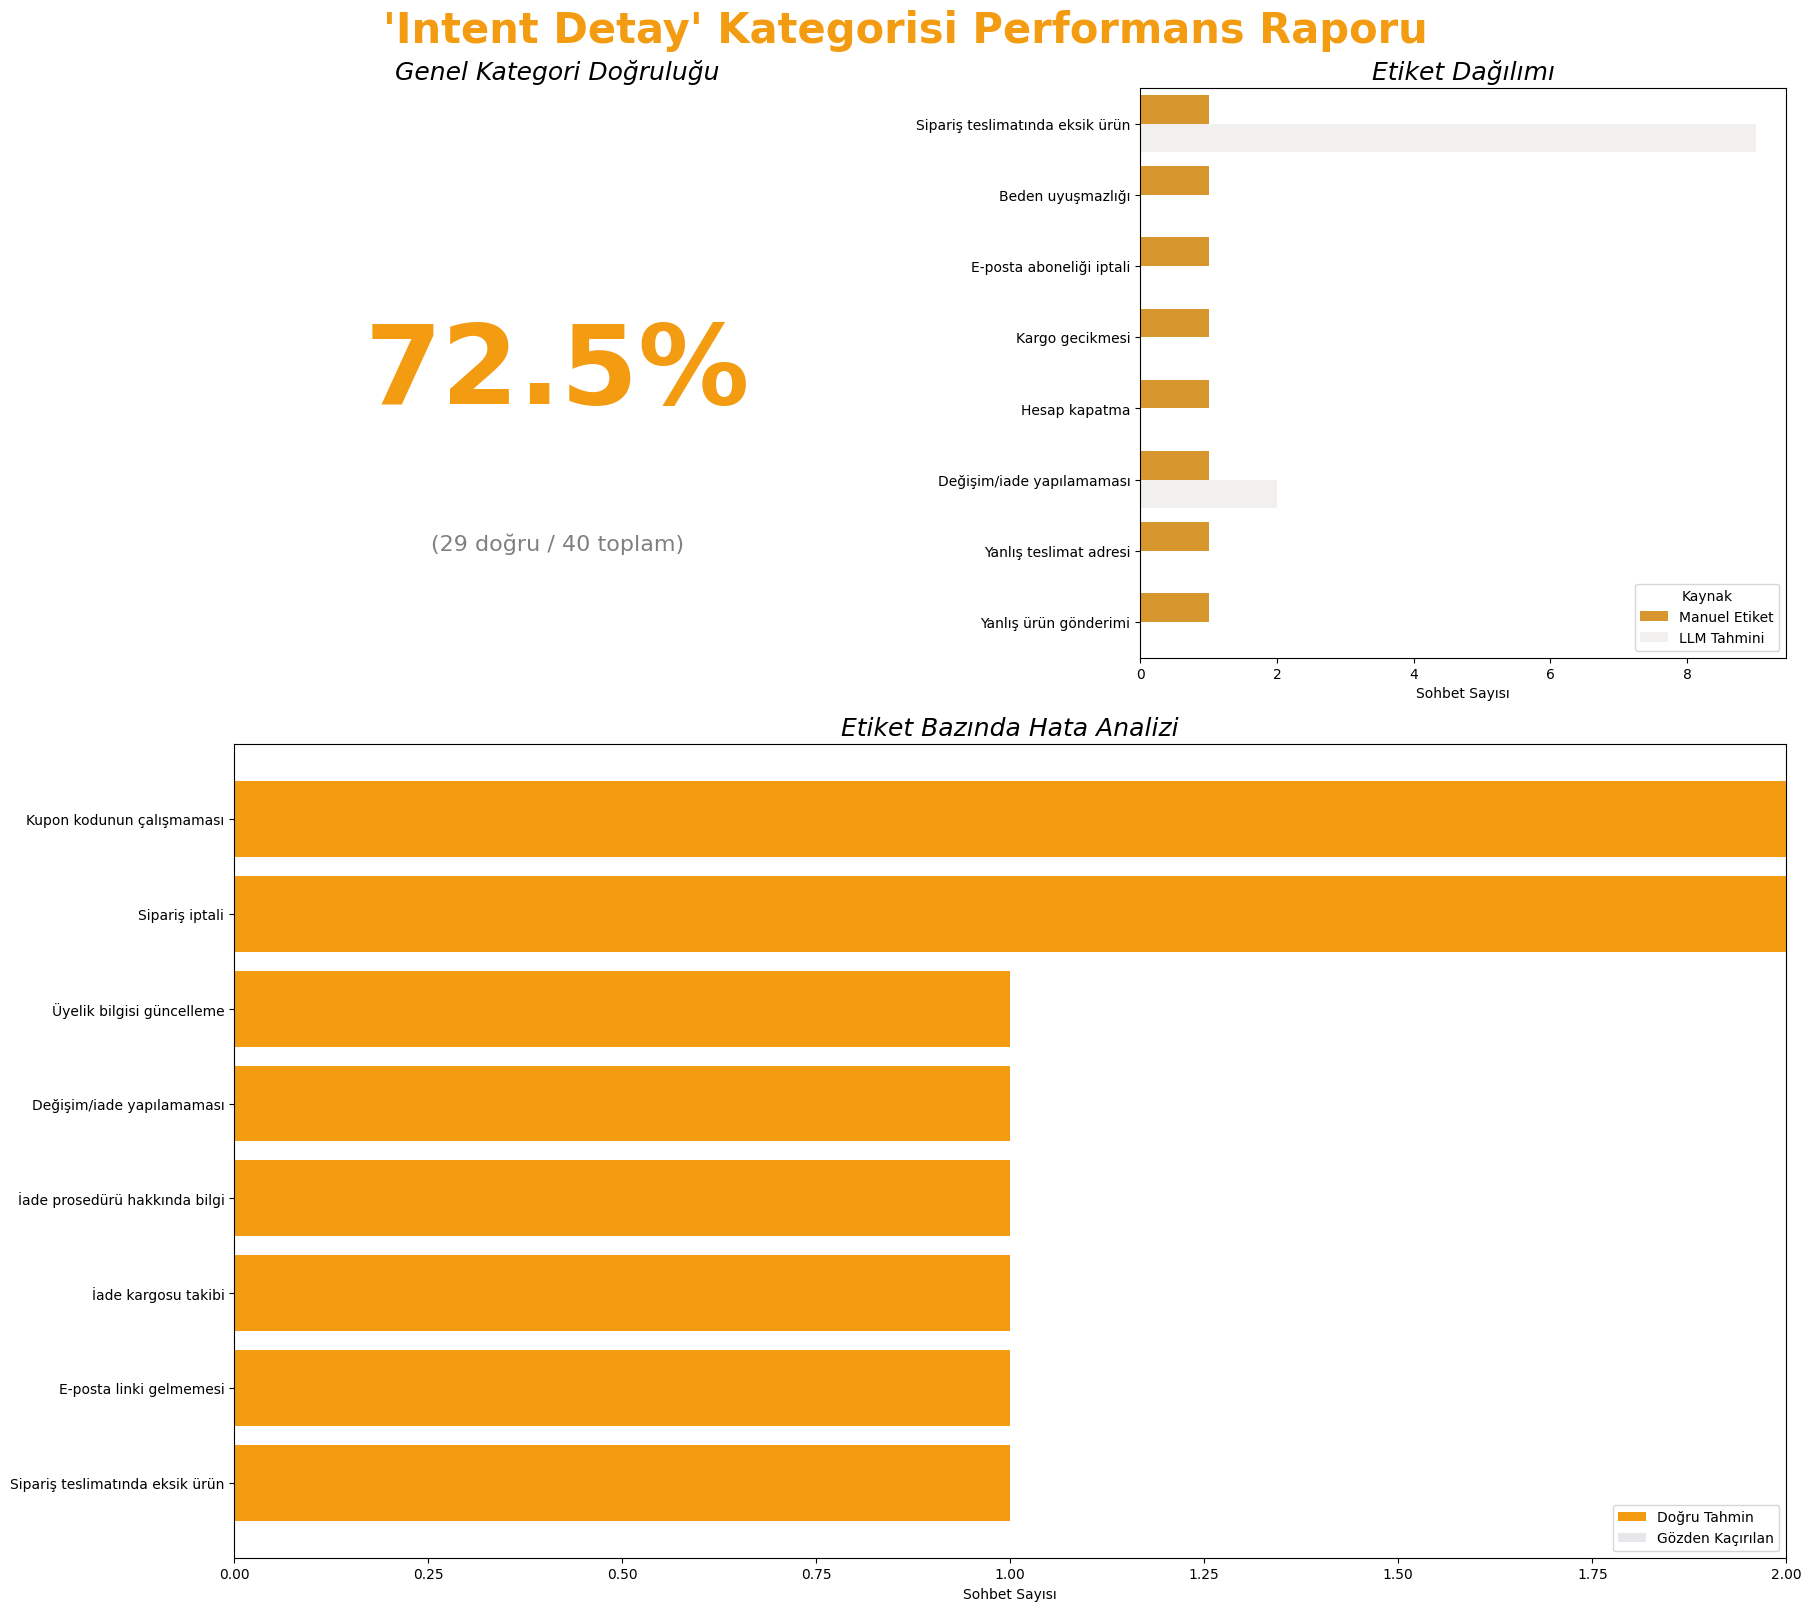 'Intent Detay' Kategorisi Performans Raporu
Genel Kategori Doğruluğu
72.5%
(29 doğru / 40 toplam)
Etiket Dağılımı
Sipariş teslimatında eksik ürün
Beden uyuşmazlığı
E-posta aboneliği iptali
Kargo gecikmesi
Hesap kapatma
Değişim/iade yapılamaması
Yanlış teslimat adresi
Yanlış ürün gönderimi
Kaynak
Manuel Etiket
LLM Tahmini
0 2 4 6 8
Sohbet Sayısı
Etiket Bazında Hata Analizi
Kupon kodunun çalışmaması
Sipariş iptali
Üyelik bilgisi güncelleme
Değişim/iade yapılamaması
İade prosedürü hakkında bilgi
İade kargosu takibi
E-posta linki gelmemesi
Sipariş teslimatında eksik ürün
Doğru Tahmin
Gözden Kaçırılan
0.00 0.25 0.50 0.75 1.00 1.25 1.50 1.75 2.00
Sohbet Sayısı